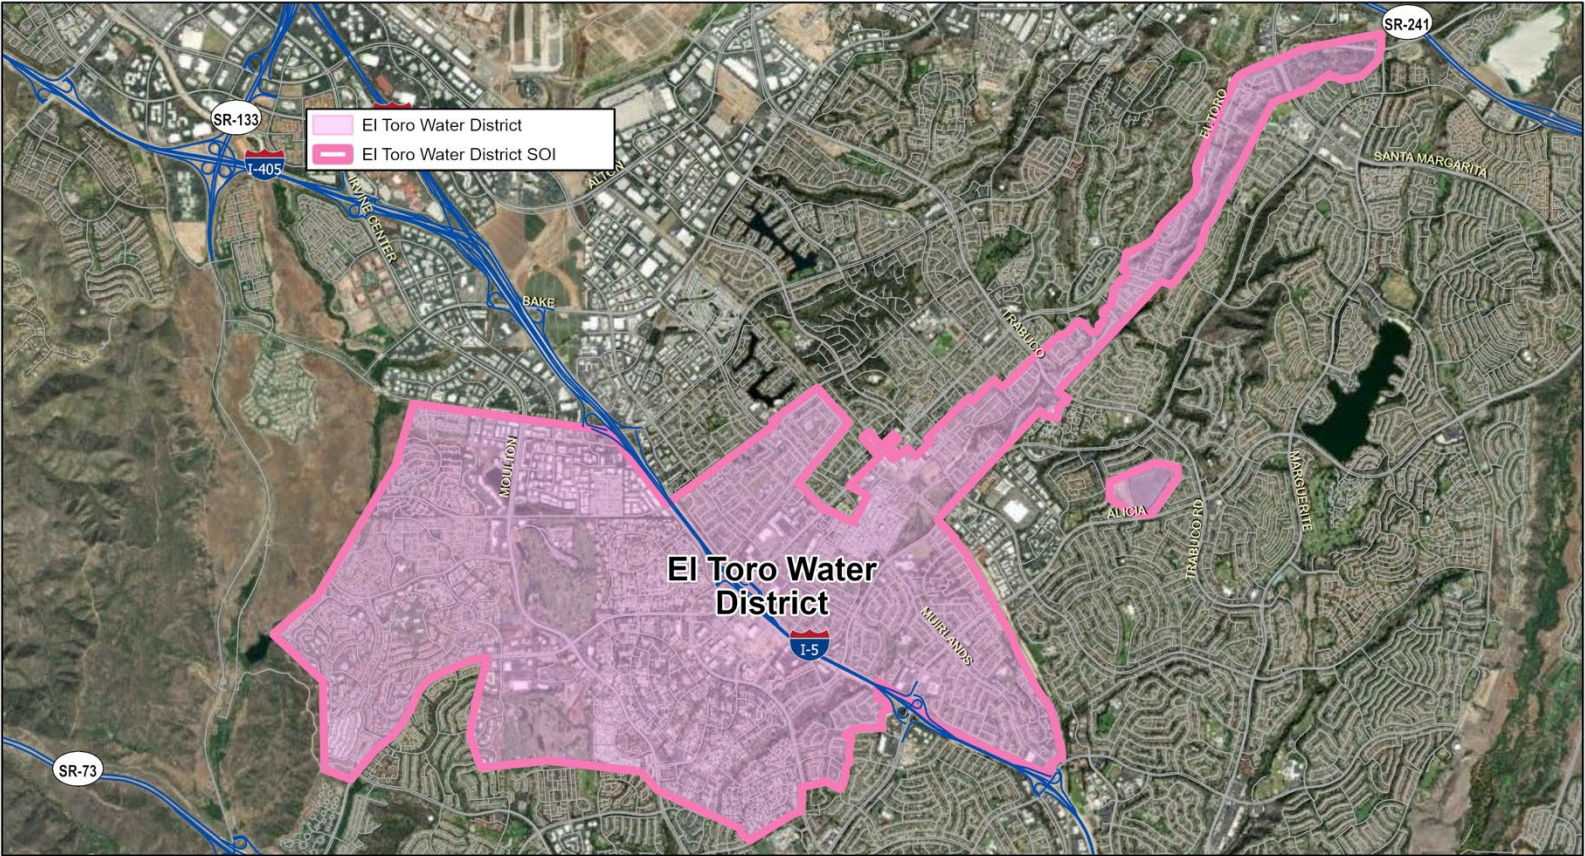 SR-241
SR-133
El Toro Water District
El Toro Water District SOI
I-405
EL TORO
SANTA MARGARITA
ALTON
IRVINE CENTER
BAKE
TRABUCO
MOULTON
MARGUERITE
ALICIA
TRABUCO RD
El Toro Water
District
MUIRLANDS
I-5
SR-73